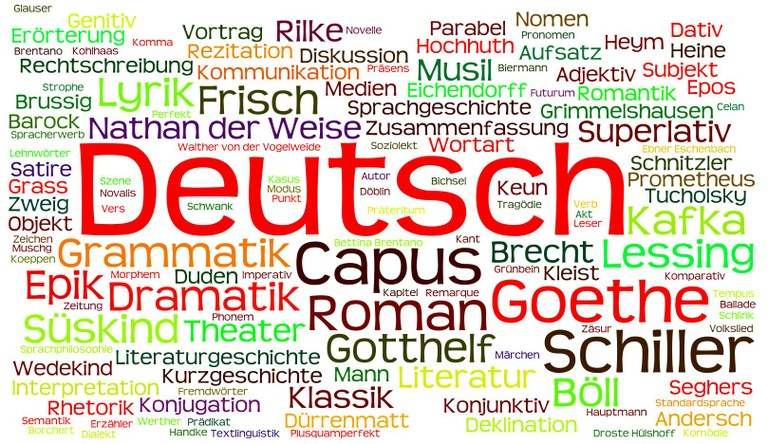 Glauser
Genitiv
Vortrag
Rilke
Novelle
Parabel
Nomen
Pronomen
Dativ
Erörterung
Komma
Rezitation
Diskussion
Hochhuth
Aufsatz
Heym
Heine
Brentano
Kohlhaas
Rechtschreibung
Kommunikation
Präsens
Musil
Biermann
Adjektiv
Subjekt
Strophe
Lyrik
Frisch
Medien
Eichendorff
Futurum
Romantik
Epos
Brussig
Perfekt
Sprachgeschichte
Grimmelshausen
Celan
Barock
Spracherwerb
Nathan der Weise
Zusammenfassung
Superlativ
Lehnwörter
Walther von der Vogelweide
Soziolekt
Wortart
Ebner Eschenbach
Satire
Deutsch
Schnitzler
Grass
Szene
Kasus
Autor
Bichsel
Keun
Prometheus
Novalis
Modus
Döblin
Tragödie
Tucholsky
Zweig
Vers
Schwank
Punkt
Präteritum
Verb
Akt
Leser
Objekt
Kafka
Zeichen
Muschg
Koeppen
Grammatik
Bettina Brentano
Kant
Capus
Brecht
Lessing
Epik
Morphem
Duden
Imperativ
Grünbein
Kleist
Komparativ
Dramatik
Kapitel
Remarque
Goethe
Tempus
Zeitung
Phonem
Roman
Ballade
Schlink
Süskind
Theater
Zäsur
Volkslied
Sprachphilosophie
Literaturgeschichte
Gotthelf
Märchen
Schiller
Wedekind
Kurzgeschichte
Mann
Literatur
Interpretation
Fremdwörter
Klassik
Böll
Seghers
Rhetorik
Konjugation
Konjunktiv
Standardsprache
Semantik
Erzähler
Werther
Prädikat
Dürrenmatt
Hauptmann
Andersch
Borchert
Dialekt
Handke
Textlinguistik
Plusquamperfekt
Deklination
Droste Hülshoff
Komödie